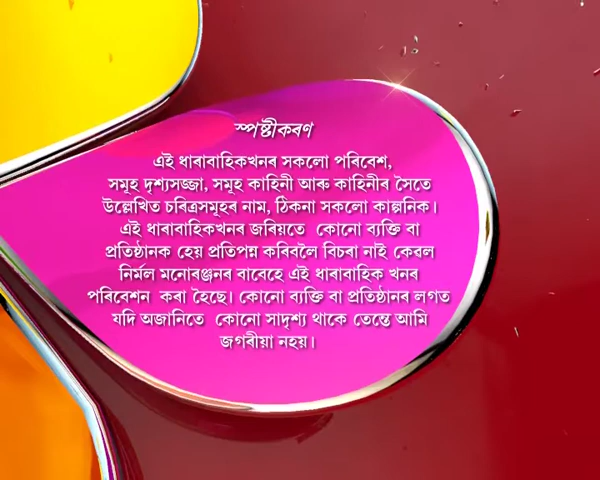 স্পষ্টীকৰণ
এই ধাৰাবাহিকখনৰ সকলো পৰিবেশ,
সমূহ দৃশ্যসজ্জা, সমূহ কাহিনী আৰু কাহিনীৰ সৈতে
উল্লেখিত চৰিত্ৰসমূহৰ নাম, ঠিকনা সকলো কাল্পনিক।
এই ধাৰাবাহিকখনৰ জৰিয়তে কোনো ব্যক্তি বা
প্ৰতিষ্ঠানক হেয় প্ৰতিপন্ন কৰিবলৈ বিচৰা নাই কেৱল
নিৰ্মল মনোৰঞ্জনৰ বাবেহে এই ধাৰাবাহিক খনৰ
পৰিবেশন কৰা হৈছে। কোনো ব্যক্তি বা প্ৰতিষ্ঠানৰ লগত
যদি অজানিতে কোনো সাদৃশ্য থাকে তেন্তে আমি
জগৰীয়া নহয়।